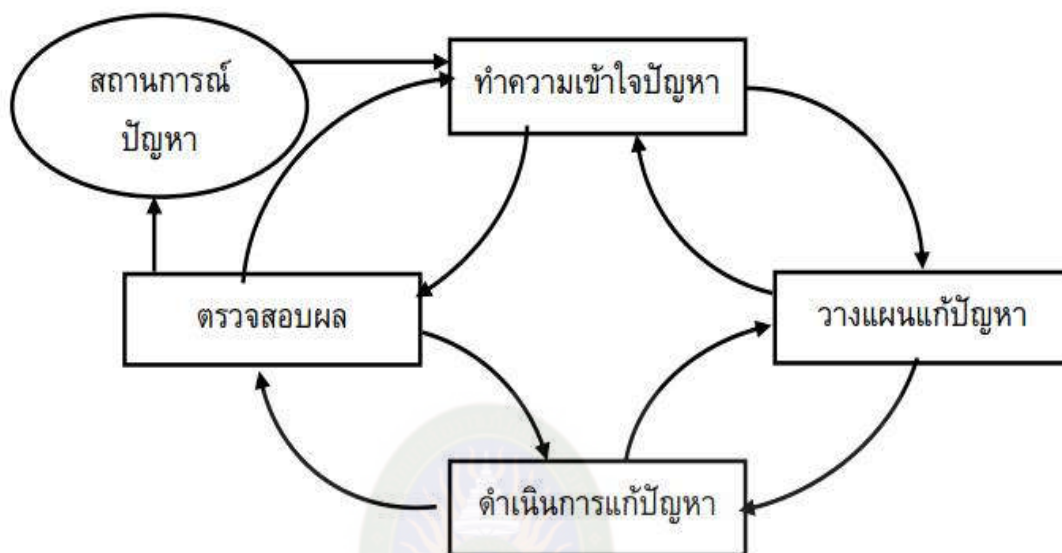 สถานการณ์
ปัญหา
ทำความเข้าใจปัญหา
ตรวจสอบผล
วางแผนแก้ปัญหา
ดำเนินการแก้ปัญหา